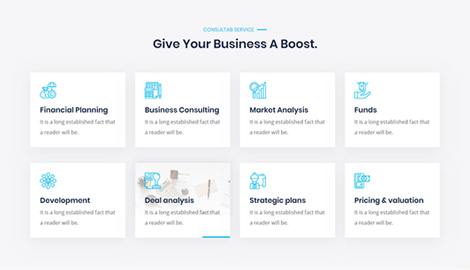 CONSULTAB SERVICE
Give Your Business A Boost.
Financial Planning
It is a long established fact that
a reader will be.
Business Consulting
It is a long established fact that
a reader will be.
Market Analysis
It is a long established fact that
a reader will be.
Funds
It is a long established fact that
a reader will be.
Development
It is a long established fact that
a reader will be.
Deal analysis
It is a long established fact that
a reader will be.
Strategic plans
It is a long established fact that
a reader will be.
Pricing & valuation
It is a long established fact that
a reader will be.